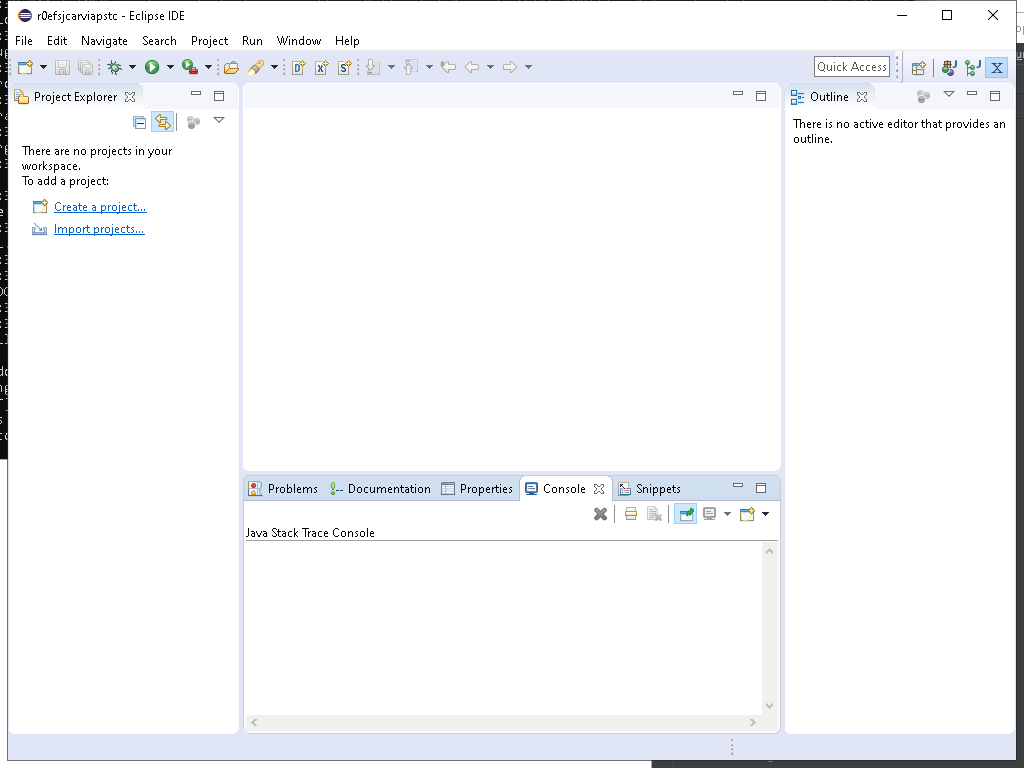 r0efsjcarviapstc - Eclipse IDE
File Edit Navigate Search Project Run Window Help
Quick Access
Project Explorer
There are no projects in your
workspace.
To add a project:
Create a project...
Import projects...
Outline
There is no active editor that provides an
outline.
Problems Documentation Properties Console Snippets
Java Stack Trace Console